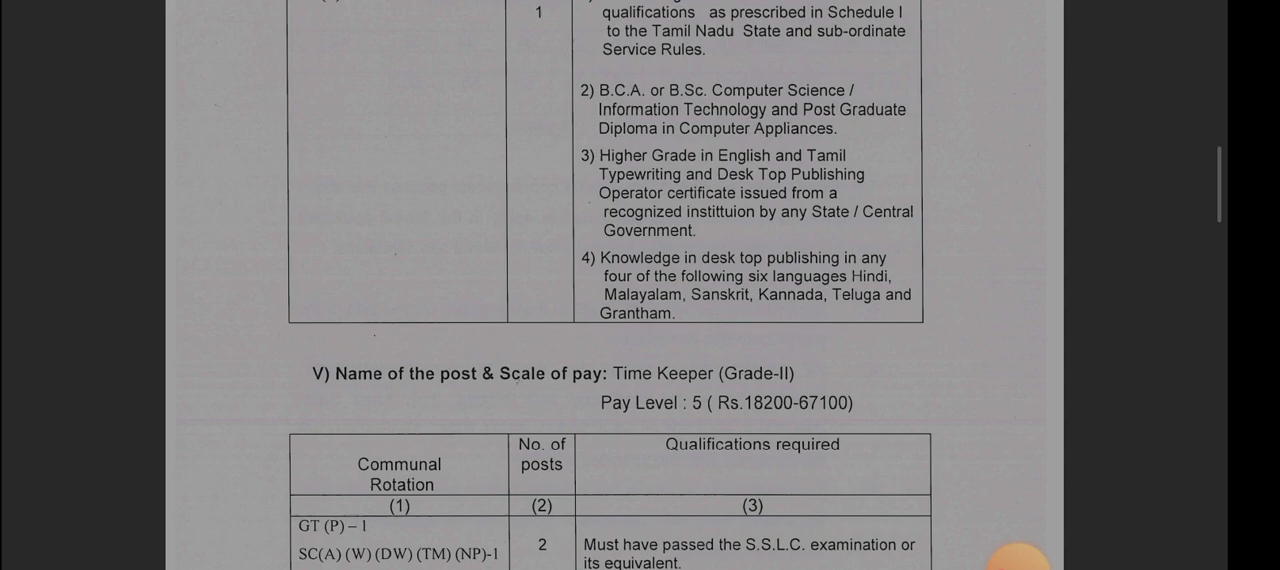 1
qualifications as prescribed in Schedule I
to the Tamil Nadu State and sub-ordinate
Service Rules.
2) B.C.A. or B.Sc. Computer Science /
Information Technology and Post Graduate
Diploma in Computer Appliances.
3) Higher Grade in English and Tamil
Typewriting and Desk Top Publishing
Operator certificate issued from a
recognized instittuion by any State / Central
Government.
4) Knowledge in desk top publishing in any
four of the following six languages Hindi,
Malayalam, Sanskrit, Kannada, Teluga and
Grantham.
V) Name of the post & Scale of pay: Time Keeper (Grade-II)
Pay Level : 5 ( Rs.18200-67100)
Communal
Rotation
No. of
posts
Qualifications required
(1)
(2)
(3)
GT (P) – 1
SC(A) (W) (DW) (TM) (NP)-1
2
Must have passed the S.S.L.C. examination or
its equivalent.